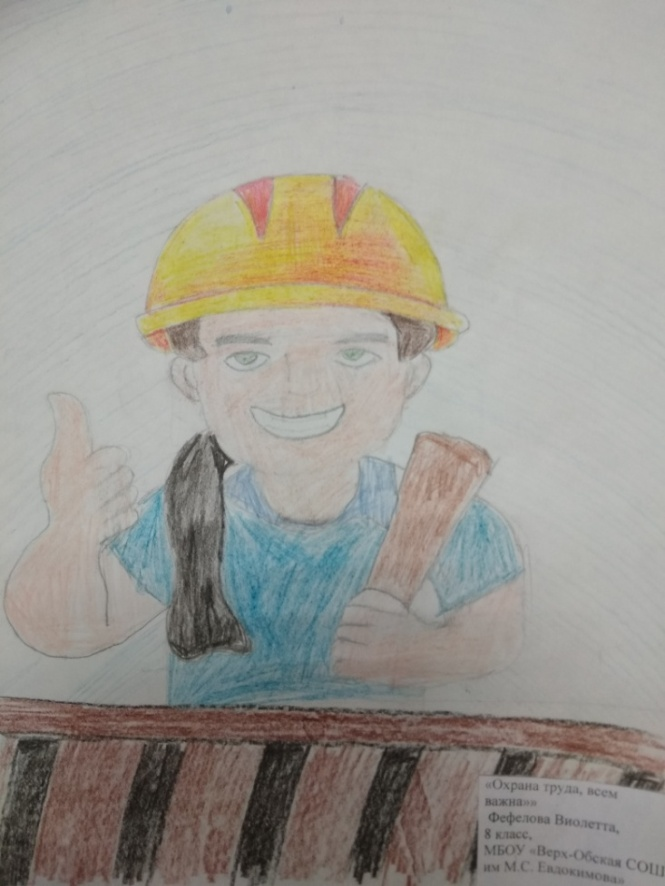 «Охрана труда, всем
важна»»
Фефелова Виолетта,
8 класс,
МБОУ «Верх-Обская СОШ
им М.С. Евдокимова»